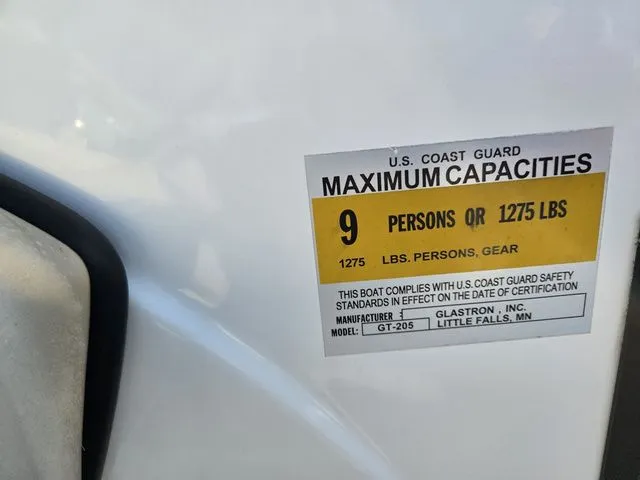 U.S. COAST GUARD
MAXIMUM CAPACITIES
9 PERSONS OR 1275 LBS
1275 LBS. PERSONS, GEAR
THIS BOAT COMPLIES WITH U.S. COAST GUARD SAFETY
STANDARDS IN EFFECT ON THE DATE OF CERTIFICATION
MANUFACTURER : GLASTRON , INC.
MODEL: GT-205 LITTLE FALLS, MN